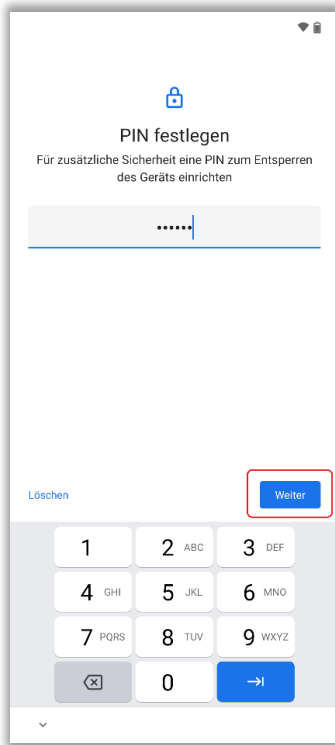 PIN festlegen
Für zusätzliche Sicherheit eine PIN zum Entsperren
des Geräts einrichten
••••••
Löschen Weiter
1 2 ABC 3 DEF
4 GHI 5 JKL 6 MNO
7 PQRS 8 TUV 9 WXYZ
0